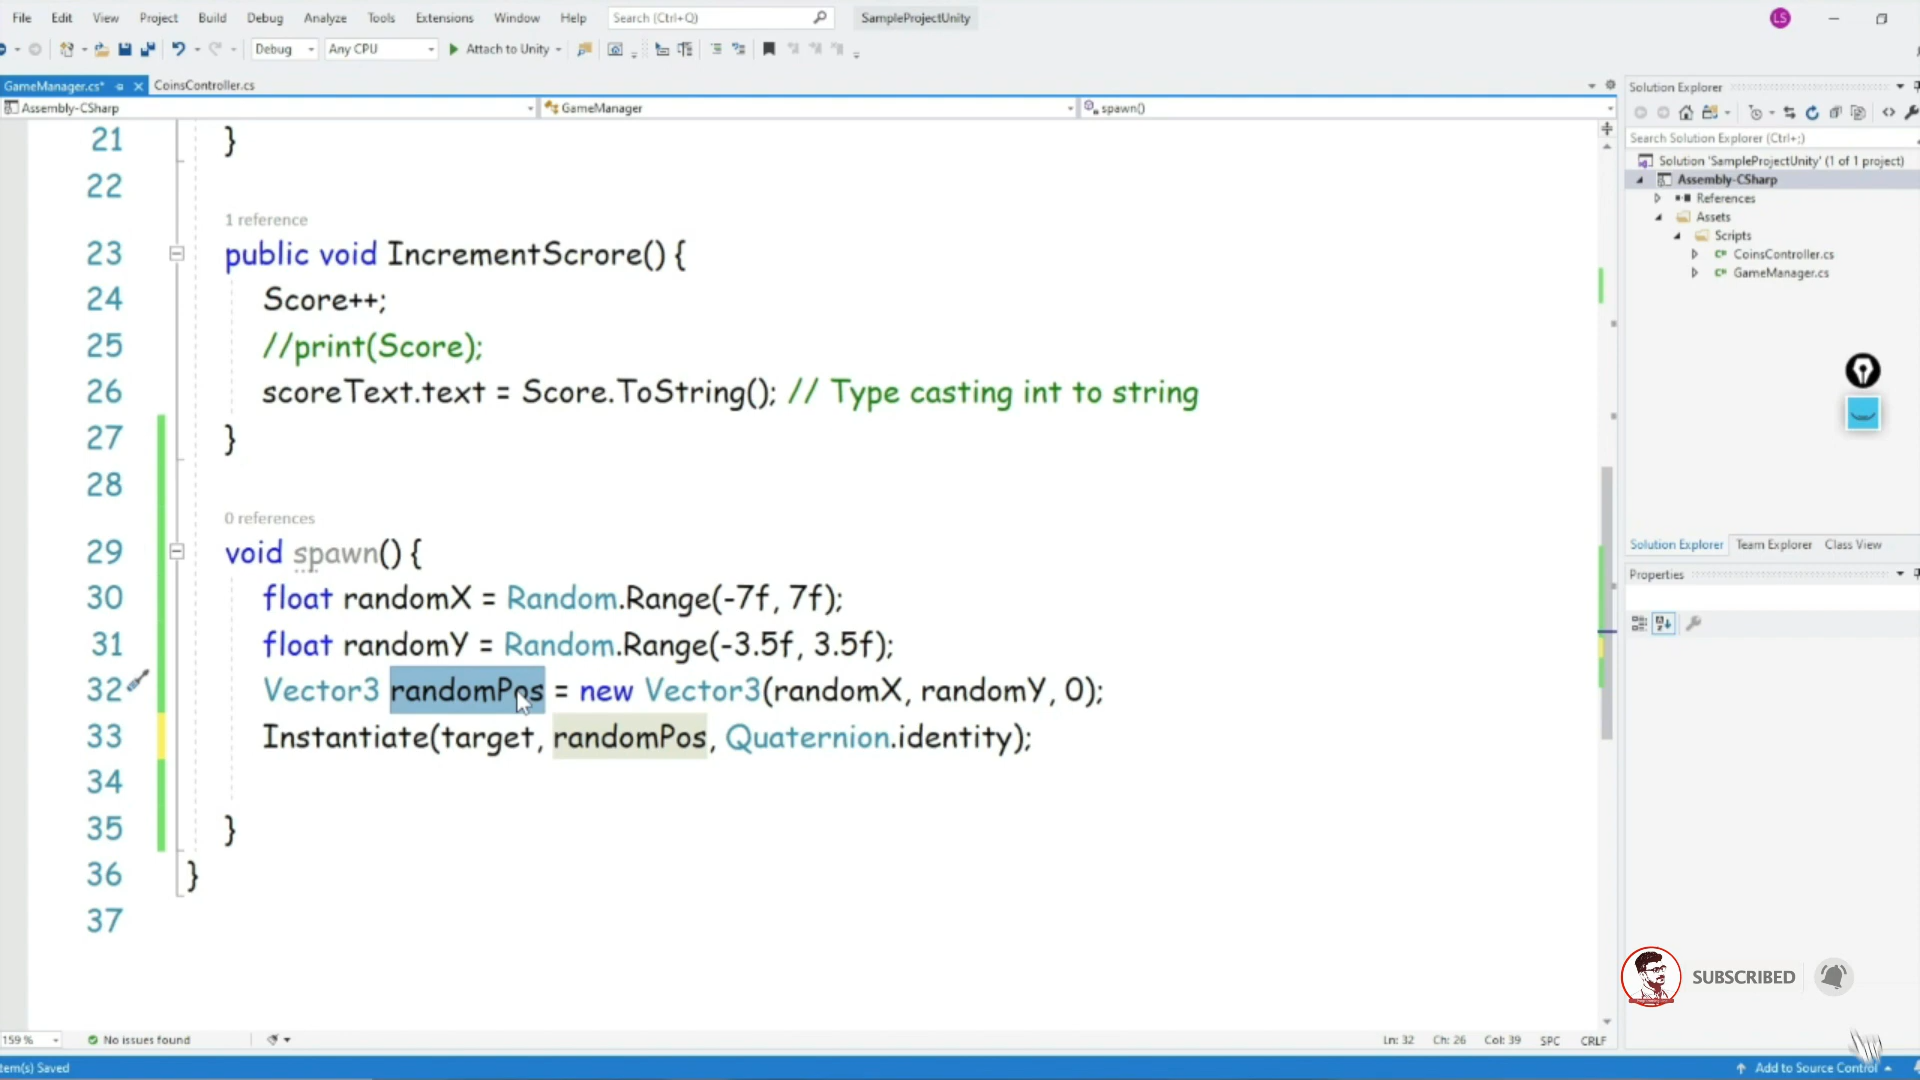 File Edit View Project Build Debug Analyze Tools Extensions Window Help Search (Ctrl+Q) SampleProjectUnity LS
Debug Any CPU Attach to Unity
GameManager.cs* CoinsController.cs
Assembly-CSharp GameManager spawn()
21 }
22
1 reference
23 public void IncrementScrore() {
24 Score++;
25 //print(Score);
26 scoreText.text = Score.ToString(); // Type casting int to string
27 }
28
0 references
29 void spawn() {
30 float randomX = Random.Range(-7f, 7f);
31 float randomY = Random.Range(-3.5f, 3.5f);
32 Vector3 randomPos = new Vector3(randomX, randomY, 0);
33 Instantiate(target, randomPos, Quaternion.identity);
34
35 }
36 }
37
159 % No issues found Ln: 32 Ch: 26 Col: 39 SPC CRLF
tem(s) Saved Add to Source Control
Solution Explorer
Search Solution Explorer (Ctrl+;)
Solution 'SampleProjectUnity' (1 of 1 project)
Assembly-CSharp
References
Assets
Scripts
C# CoinsController.cs
C# GameManager.cs
Solution Explorer Team Explorer Class View
Properties
SUBSCRIBED